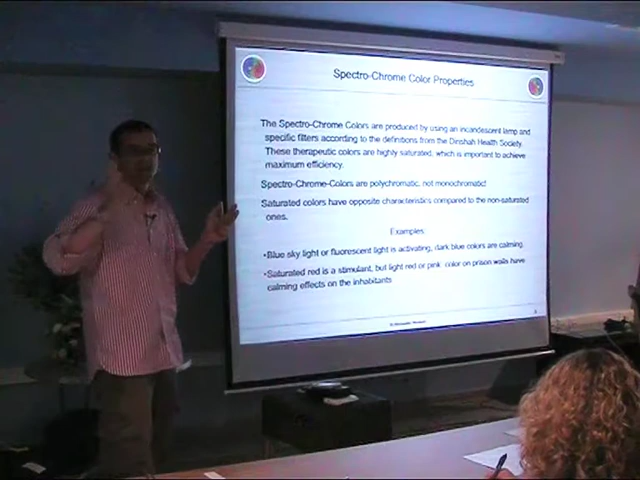 Spectro-Chrome Color Properties
The Spectro-Chrome Colors are produced by using an incandescent lamp and
specific filters according to the definitions from the Dinshah Health Society.
These therapeutic colors are highly saturated, which is important to achieve
maximum efficiency.
Spectro-Chrome-Colors are polychromatic, not monochromatic!
Saturated colors have opposite characteristics compared to the non-saturated
ones.
Examples:
•Blue sky light or fluorescent light is activating, dark blue colors are calming.
•Saturated red is a stimulant, but light red or pink color on prison walls have
calming effects on the inhabitants